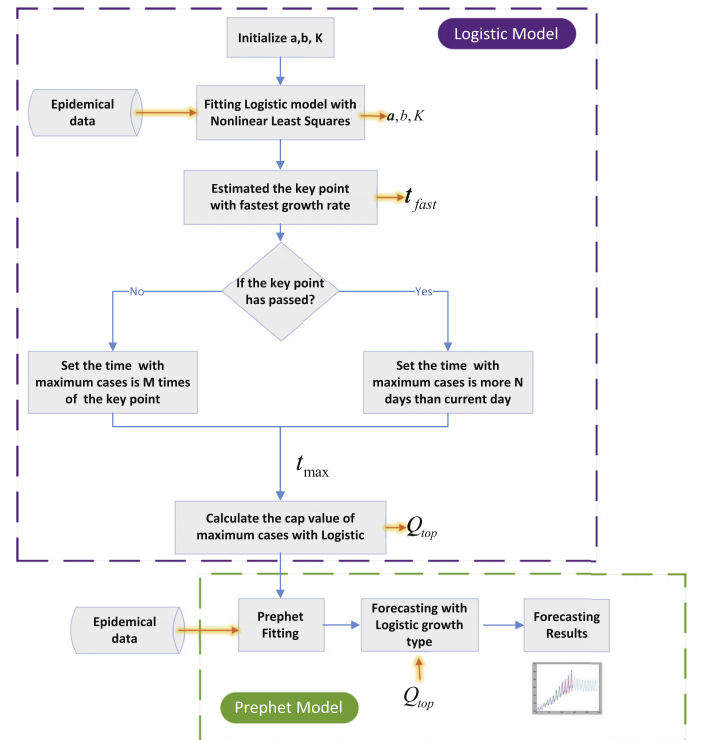 Logistic Model
Initialize a,b, K
Epidemical
data
Fitting Logistic model with
Nonlinear Least Squares
a, b, K
Estimated the key point
with fastest growth rate
t fast
If the key point
has passed?
No
Yes
Set the time with
maximum cases is M times
of the key point
Set the time with
maximum cases is more N
days than current day
t max
Calculate the cap value of
maximum cases with Logistic
Q top
Epidemical
data
Prephet
Fitting
Forecasting with
Logistic growth
type
Forecasting
Results
Q top
Prephet Model